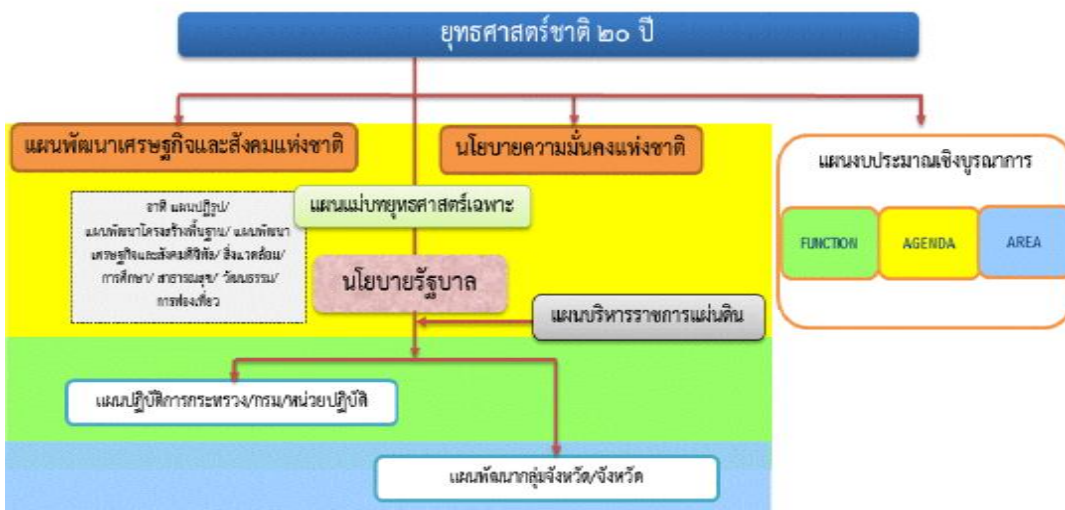 ยุทธศาสตร์ชาติ ๒๐ ปี
แผนพัฒนาเศรษฐกิจและสังคมแห่งชาติ
นโยบายความมั่นคงแห่งชาติ
แผนงบประมาณเชิงบูรณาการ
แผนแม่บทยุทธศาสตร์เฉพาะ
อาทิ แผนปฏิรูป/
แผนพัฒนาโครงสร้างพื้นฐาน/ แผนพัฒนา
เศรษฐกิจและสังคมดิจิทัล/ สิ่งแวดล้อม/
การศึกษา/ สาธารณสุข/ วัฒนธรรม/
การท่องเที่ยว
FUNCTION
AGENDA
AREA
นโยบายรัฐบาล
แผนบริหารราชการแผ่นดิน
แผนปฏิบัติการกระทรวง/กรม/หน่วยปฏิบัติ
แผนพัฒนากลุ่มจังหวัด/จังหวัด